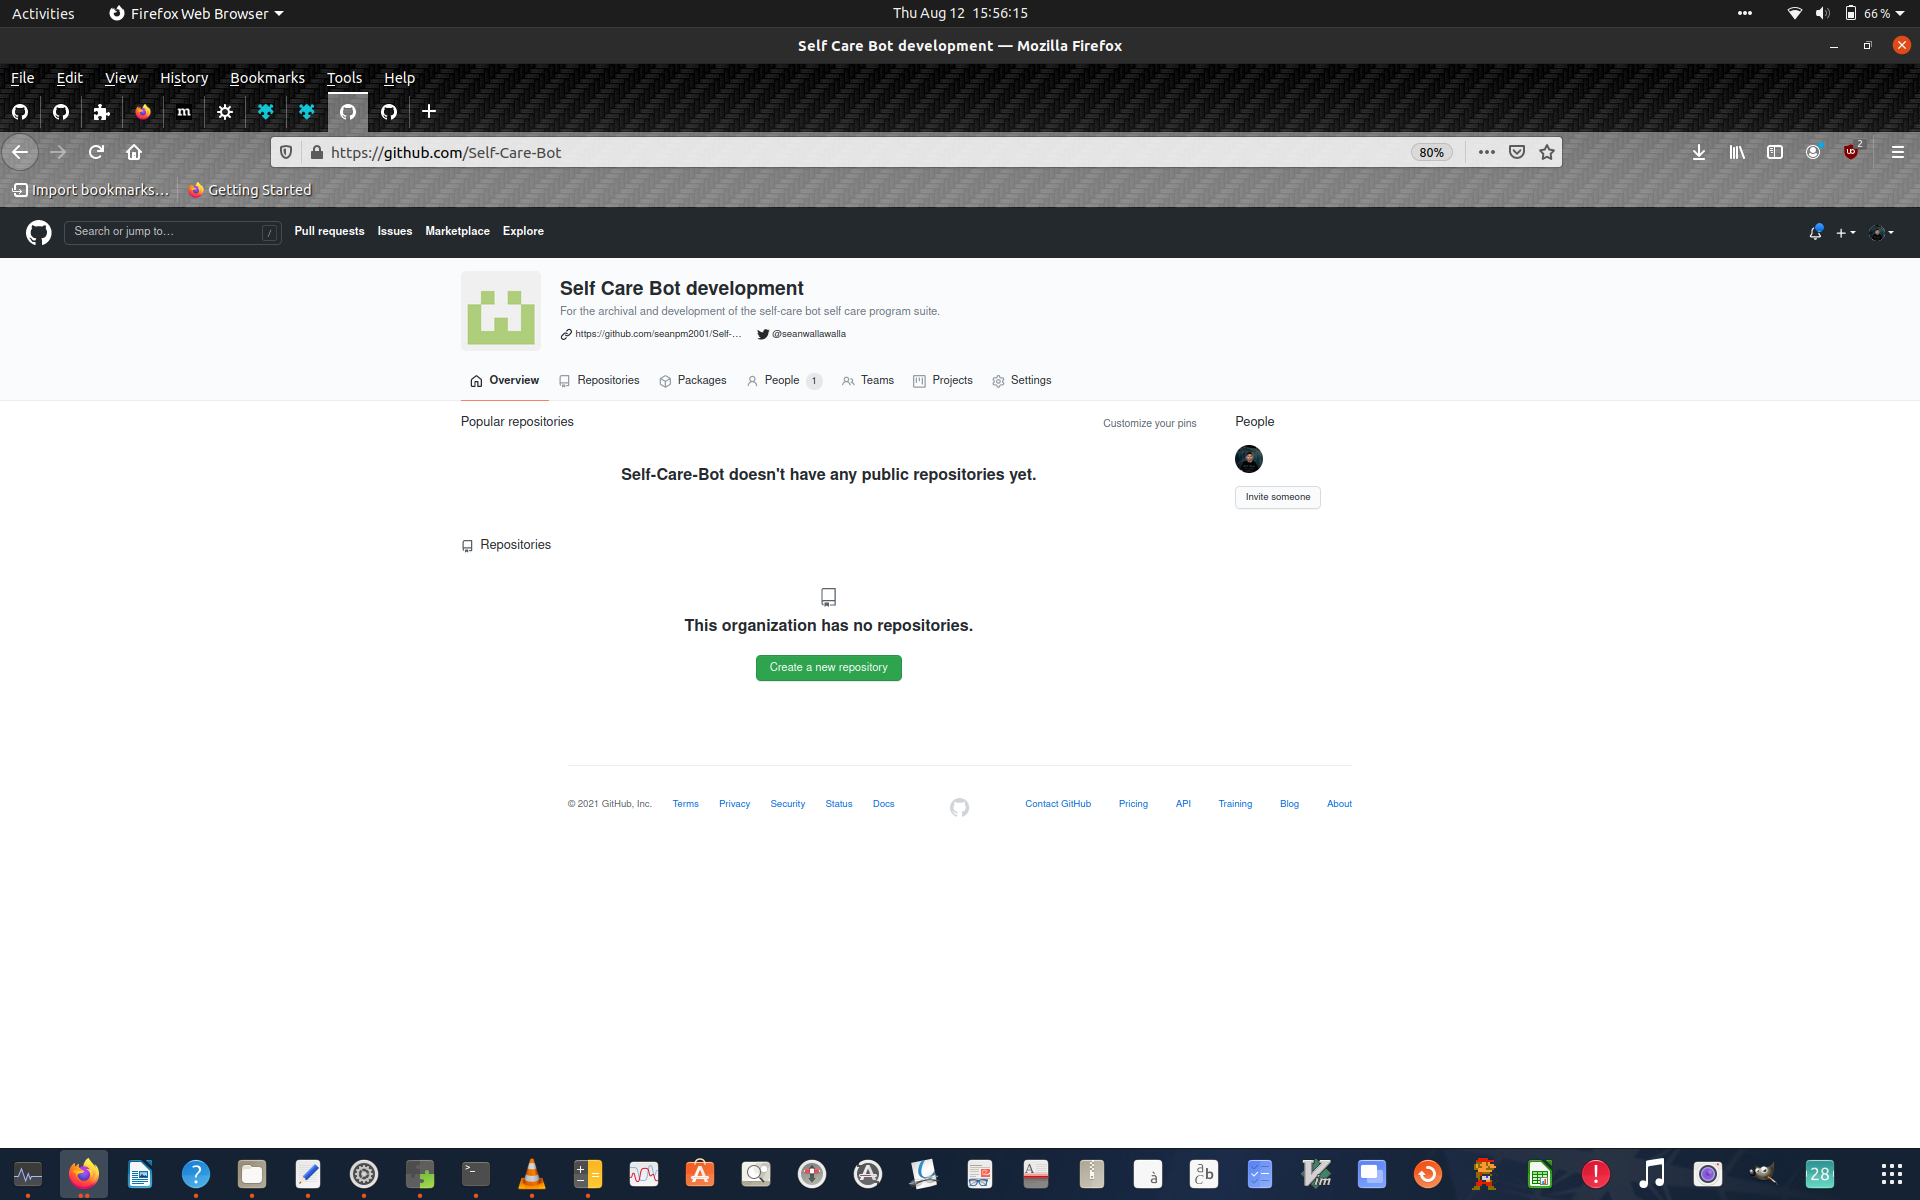 Activities Firefox Web Browser Thu Aug 12 15:56:15 66 %
Self Care Bot development — Mozilla Firefox
File Edit View History Bookmarks Tools Help
m
https://github.com/Self-Care-Bot 80% 2
Import bookmarks... Getting Started
Search or jump to... / Pull requests Issues Marketplace Explore
Self Care Bot development
For the archival and development of the self-care bot self care program suite.
https://github.com/seanpm2001/Self-... @seanwallawalla
Overview Repositories Packages People 1 Teams Projects Settings
Popular repositories Customize your pins People
Self-Care-Bot doesn't have any public repositories yet.
Invite someone
Repositories
This organization has no repositories.
Create a new repository
© 2021 GitHub, Inc. Terms Privacy Security Status Docs Contact GitHub Pricing API Training Blog About
28